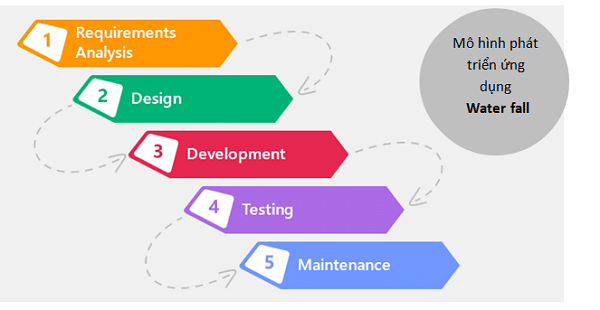 1
Requirements
Analysis
2
Design
3
Development
4
Testing
5
Maintenance
Mô hình phát
triển ứng
dụng
Water fall